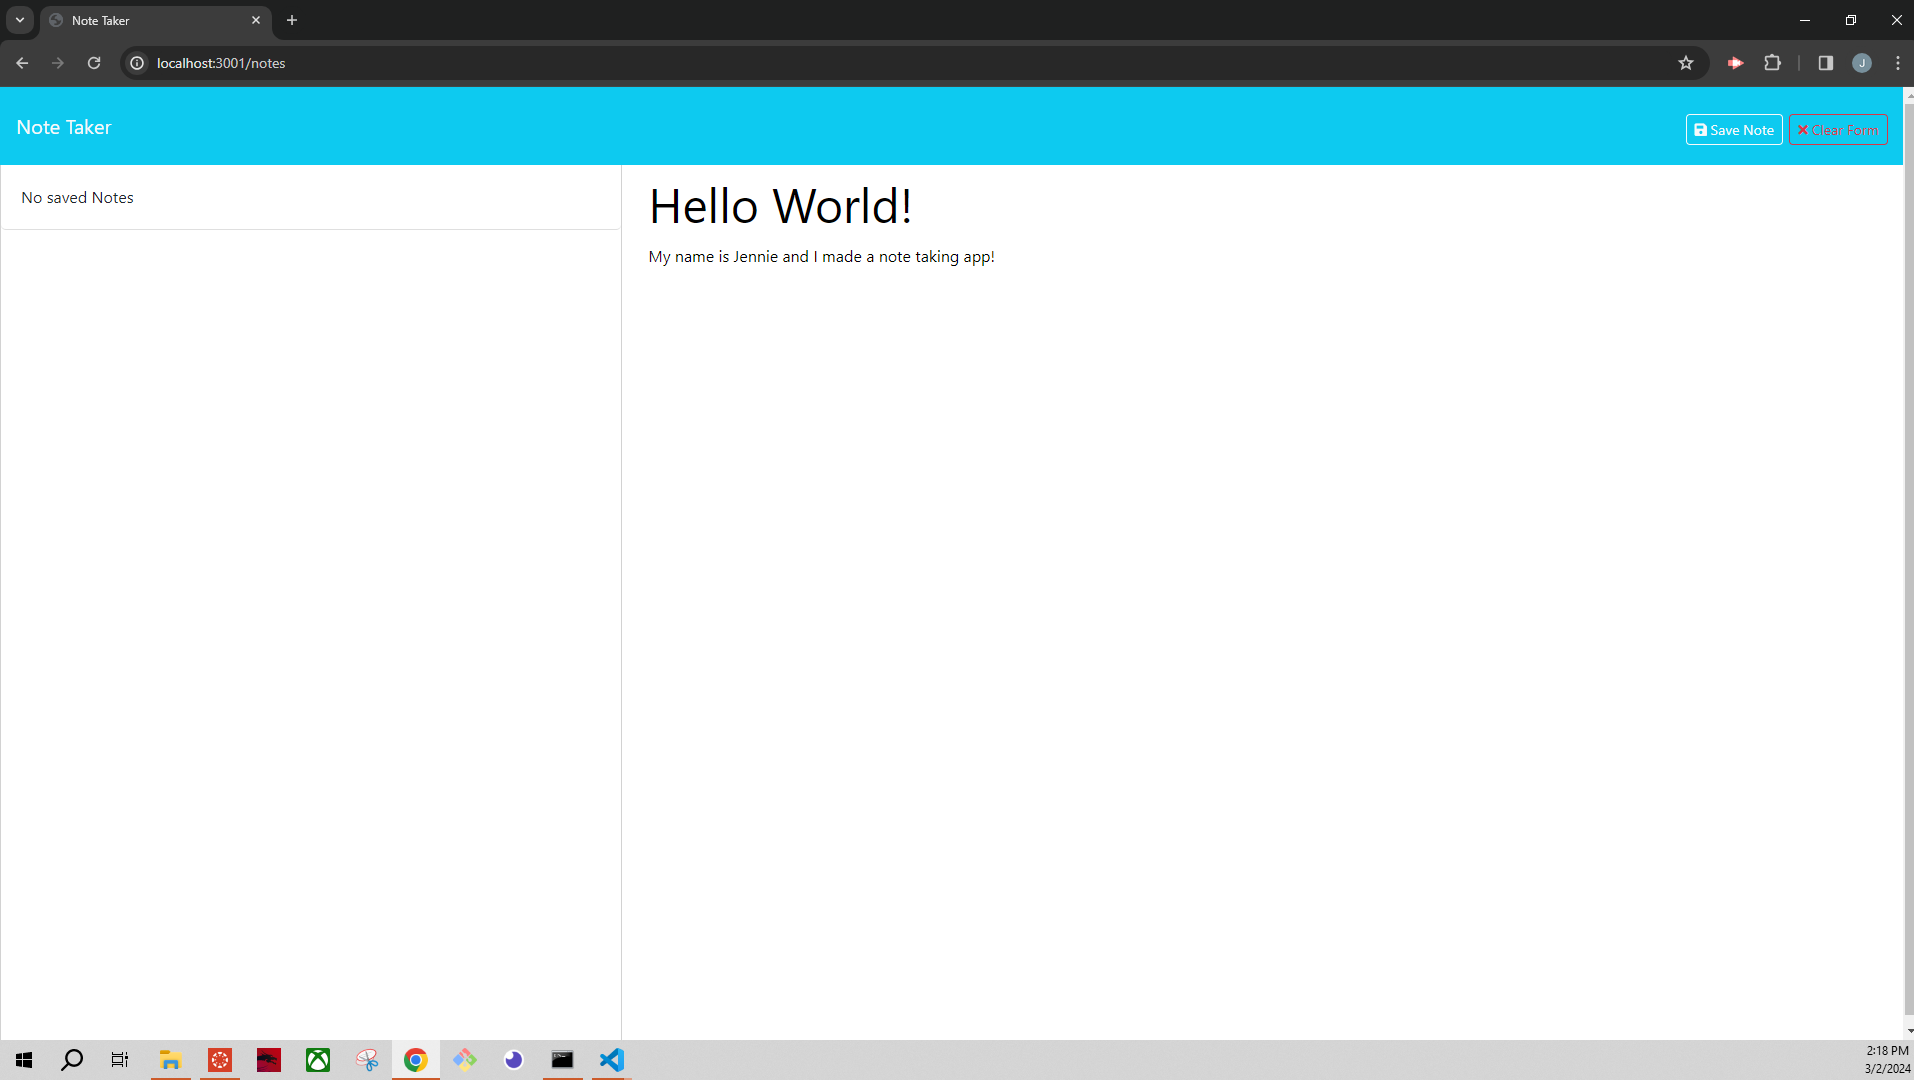 Note Taker
localhost:3001/notes
J
Note Taker
Save Note
Clear Form
No saved Notes
Hello World!
My name is Jennie and I made a note taking app!
2:18 PM
3/2/2024